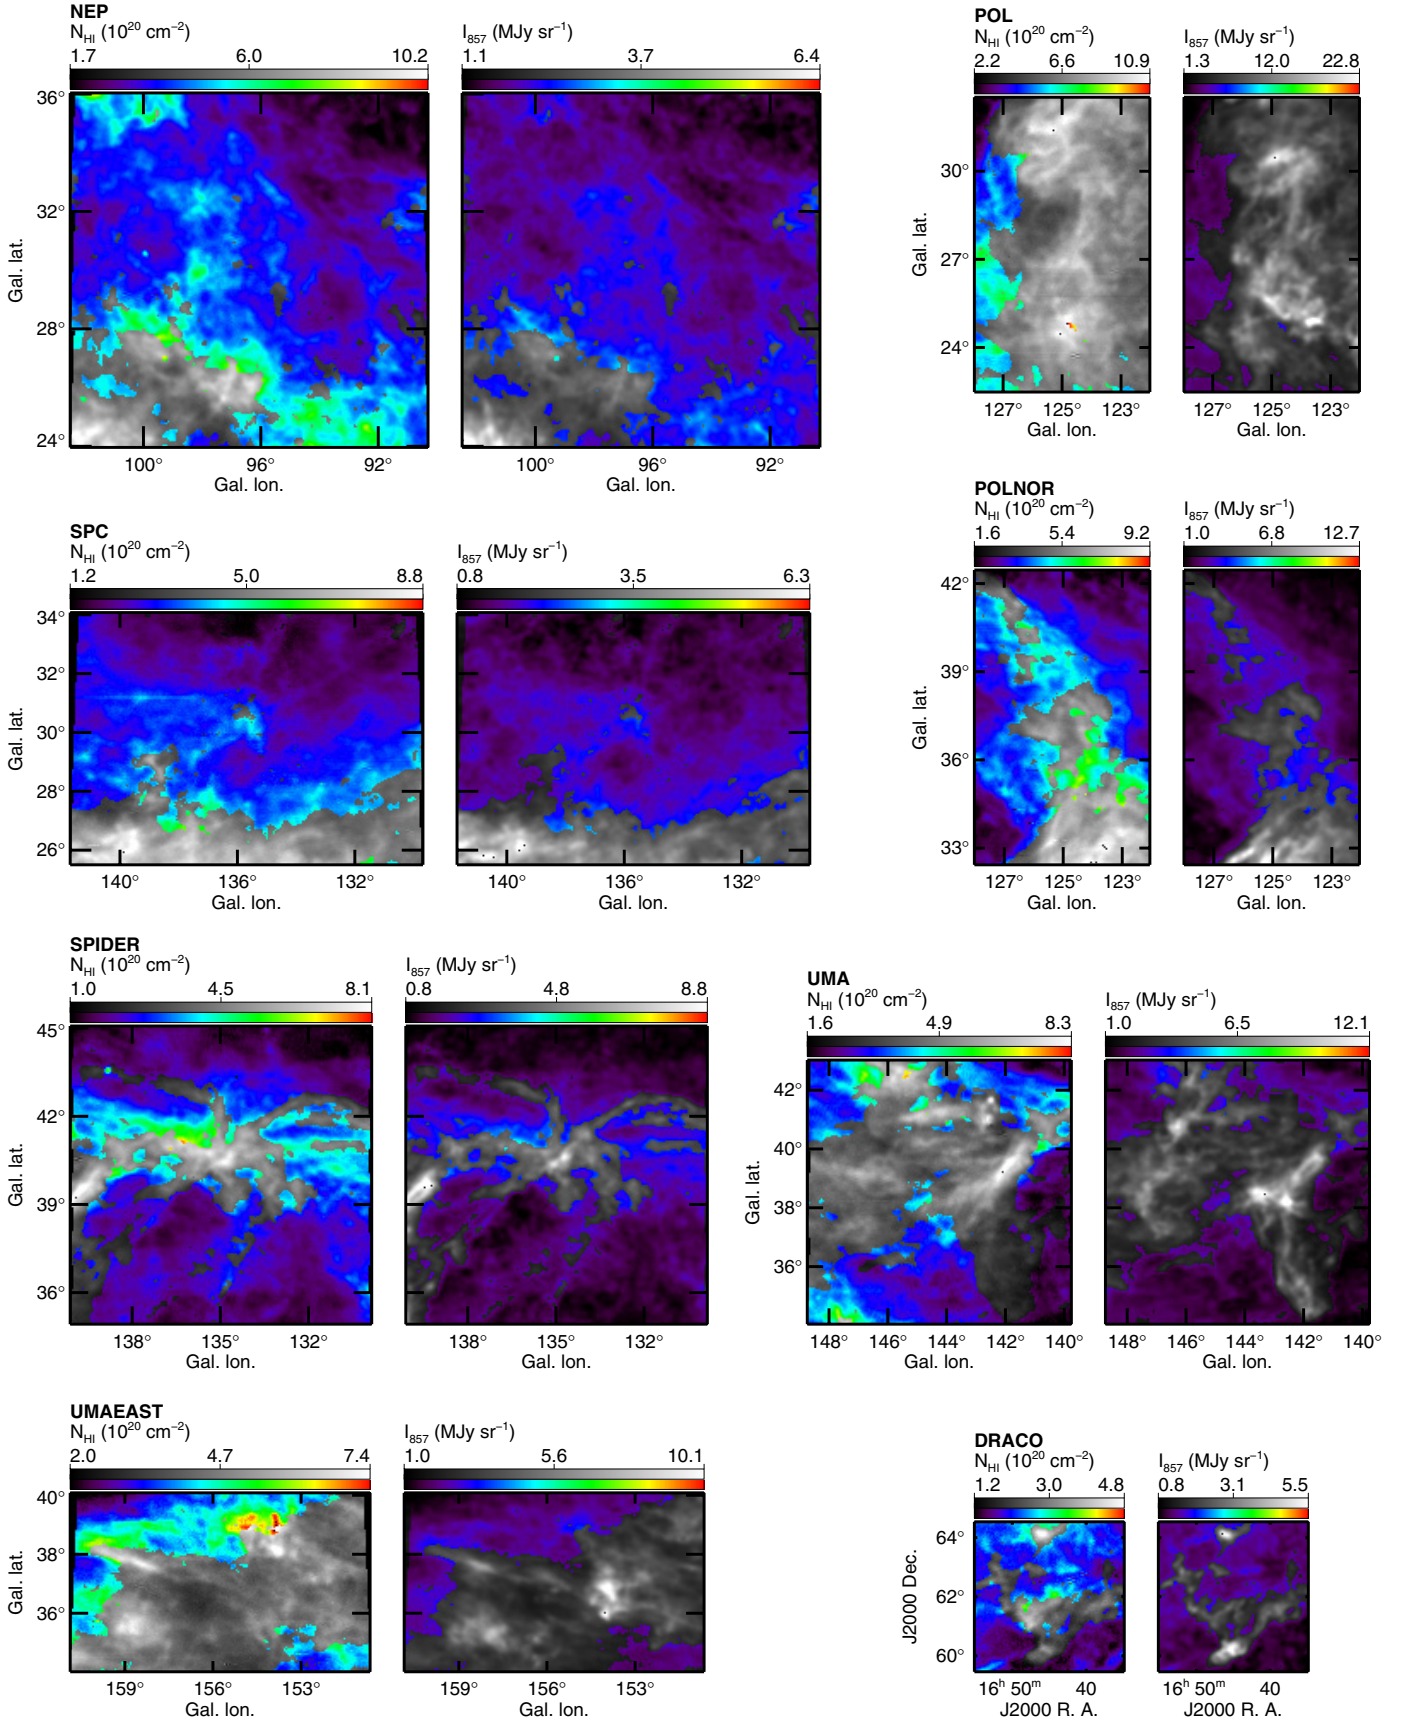 NEP
N_HI (10^20 cm^−2)
1.7 6.0 10.2
I_857 (MJy sr^−1)
1.1 3.7 6.4
36°
32°
28°
24°
Gal. lat.
100° 96° 92°
Gal. lon.
100° 96° 92°
Gal. lon.
POL
N_HI (10^20 cm^−2)
2.2 6.6 10.9
I_857 (MJy sr^−1)
1.3 12.0 22.8
30°
27°
24°
Gal. lat.
127° 125° 123°
Gal. lon.
127° 125° 123°
Gal. lon.
SPC
N_HI (10^20 cm^−2)
1.2 5.0 8.8
I_857 (MJy sr^−1)
0.8 3.5 6.3
34°
32°
30°
28°
26°
Gal. lat.
140° 136° 132°
Gal. lon.
140° 136° 132°
Gal. lon.
POLNOR
N_HI (10^20 cm^−2)
1.6 5.4 9.2
I_857 (MJy sr^−1)
1.0 6.8 12.7
42°
39°
36°
33°
Gal. lat.
127° 125° 123°
Gal. lon.
127° 125° 123°
Gal. lon.
SPIDER
N_HI (10^20 cm^−2)
1.0 4.5 8.1
I_857 (MJy sr^−1)
0.8 4.8 8.8
45°
42°
39°
36°
Gal. lat.
138° 135° 132°
Gal. lon.
138° 135° 132°
Gal. lon.
UMA
N_HI (10^20 cm^−2)
1.6 4.9 8.3
I_857 (MJy sr^−1)
1.0 6.5 12.1
42°
40°
38°
36°
Gal. lat.
148° 146° 144° 142° 140°
Gal. lon.
148° 146° 144° 142° 140°
Gal. lon.
UMAEAST
N_HI (10^20 cm^−2)
2.0 4.7 7.4
I_857 (MJy sr^−1)
1.0 5.6 10.1
40°
38°
36°
Gal. lat.
159° 156° 153°
Gal. lon.
159° 156° 153°
Gal. lon.
DRACO
N_HI (10^20 cm^−2)
1.2 3.0 4.8
I_857 (MJy sr^−1)
0.8 3.1 5.5
64°
62°
60°
J2000 Dec.
16^h 50^m 40
J2000 R. A.
16^h 50^m 40
J2000 R. A.